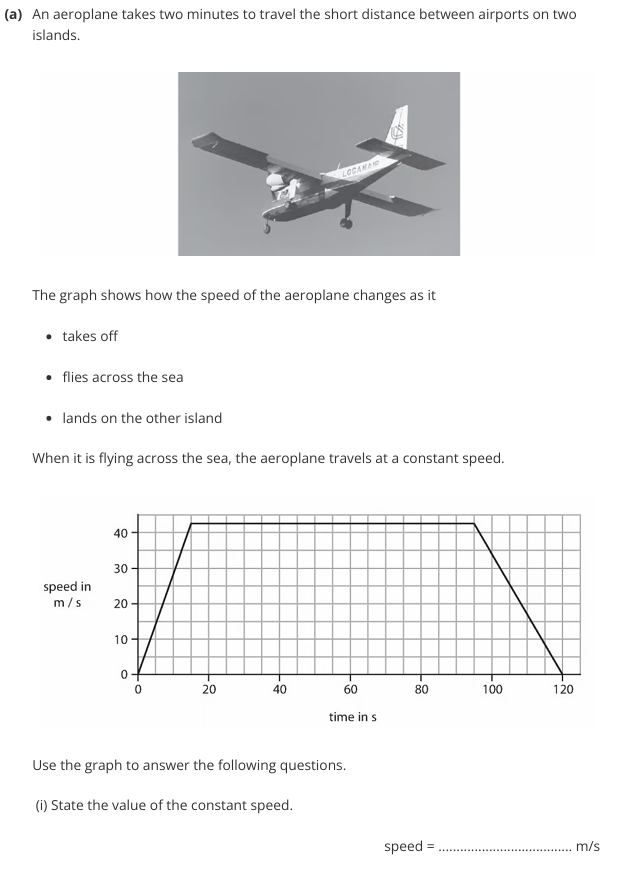 (a) An aeroplane takes two minutes to travel the short distance between airports on two
islands.
LOGANAIR
The graph shows how the speed of the aeroplane changes as it
• takes off
• flies across the sea
• lands on the other island
When it is flying across the sea, the aeroplane travels at a constant speed.
speed in
m / s
40
30
20
10
0
0 20 40 60 80 100 120
time in s
Use the graph to answer the following questions.
(i) State the value of the constant speed.
speed = ..................................... m/s